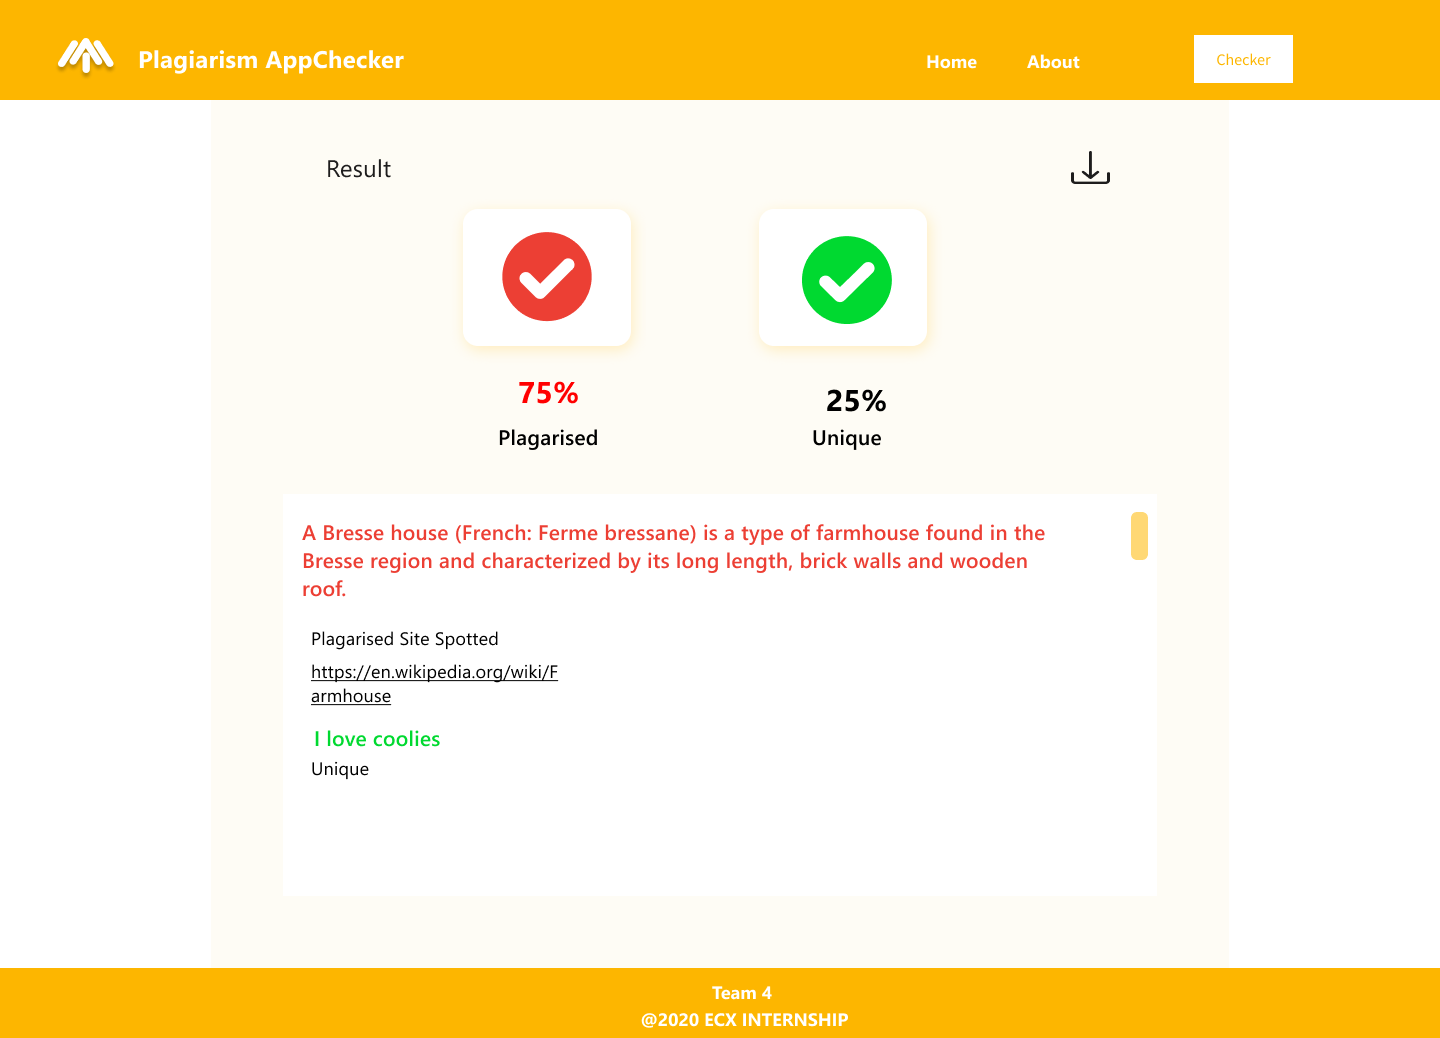 Plagiarism AppChecker
Home
About
Checker
Result
75%
25%
Plagarised
Unique
A Bresse house (French: Ferme bressane) is a type of farmhouse found in the
Bresse region and characterized by its long length, brick walls and wooden
roof.
Plagarised Site Spotted
https://en.wikipedia.org/wiki/F
armhouse
I love coolies
Unique
Team 4
@2020 ECX INTERNSHIP